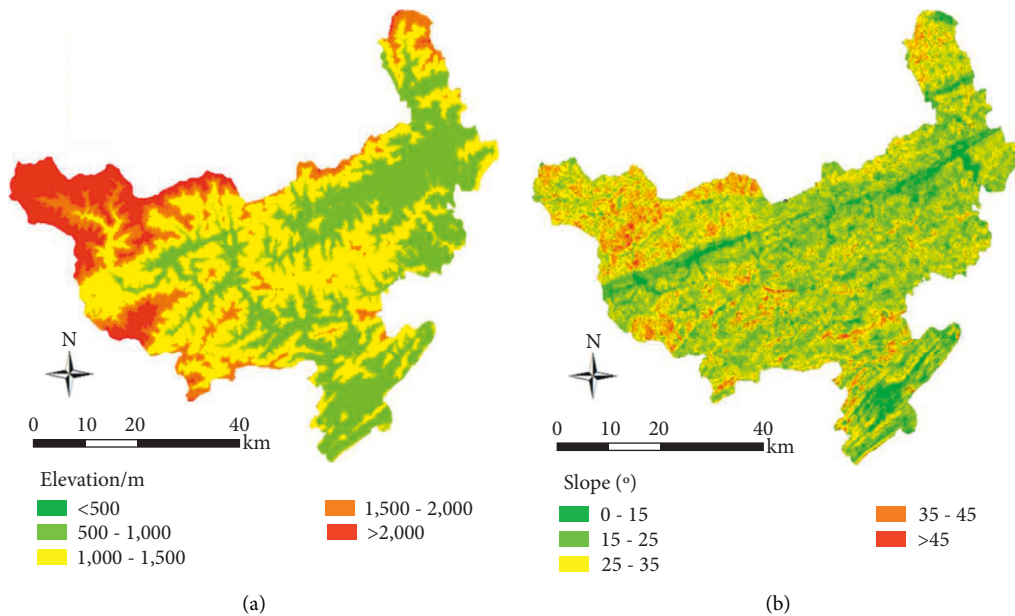 N
0 10 20 40
km
Elevation/m
<500
500 - 1,000
1,000 - 1,500
1,500 - 2,000
>2,000
(a)
N
0 10 20 40
km
Slope (º)
0 - 15
15 - 25
25 - 35
35 - 45
>45
(b)